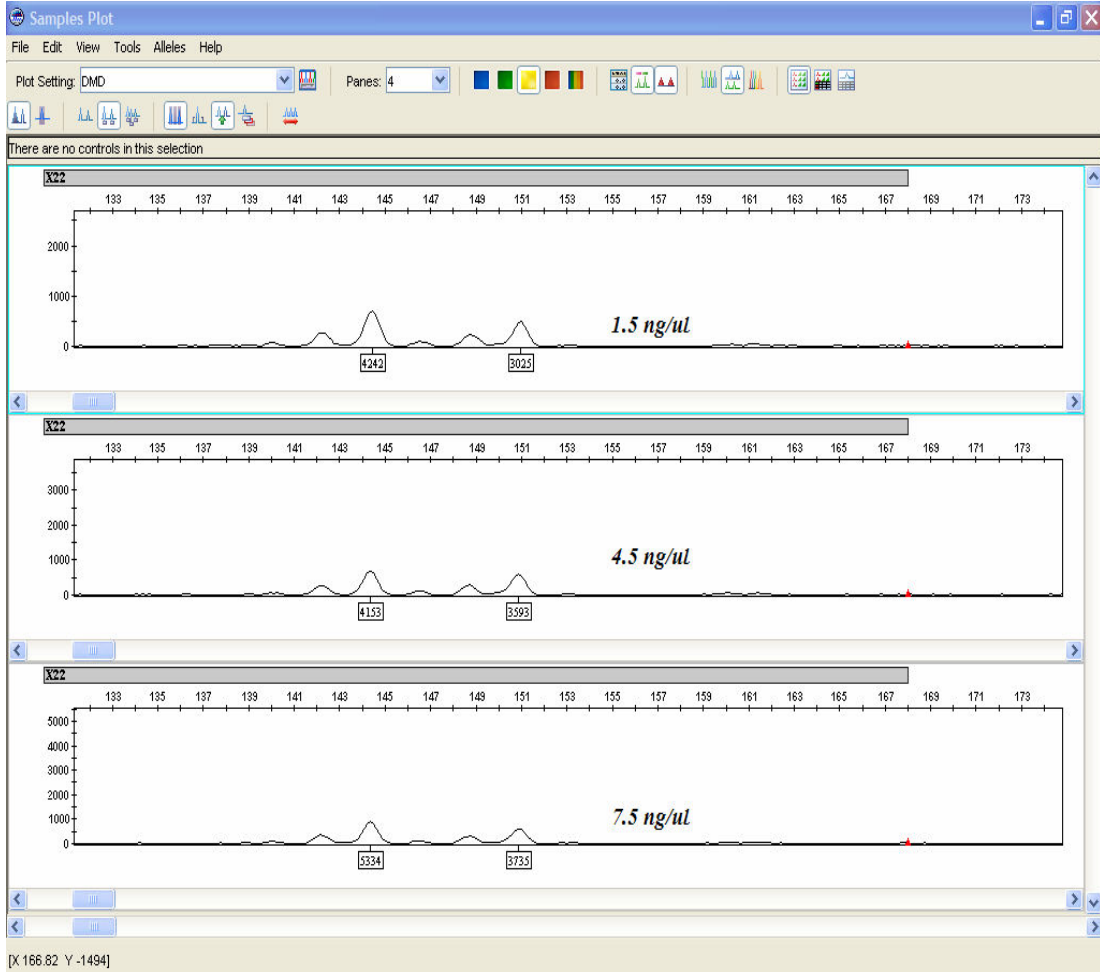 Samples Plot
File Edit View Tools Alleles Help
Plot Setting: DMD Panes: 4
There are no controls in this selection
X22
133 135 137 139 141 143 145 147 149 151 153 155 157 159 161 163 165 167 169 171 173
2000
1000
0
1.5 ng/ul
4242 3025
X22
133 135 137 139 141 143 145 147 149 151 153 155 157 159 161 163 165 167 169 171 173
3000
2000
1000
0
4.5 ng/ul
4153 3593
X22
133 135 137 139 141 143 145 147 149 151 153 155 157 159 161 163 165 167 169 171 173
5000
4000
3000
2000
1000
0
7.5 ng/ul
5334 3735
[X 166.82 Y -1494]